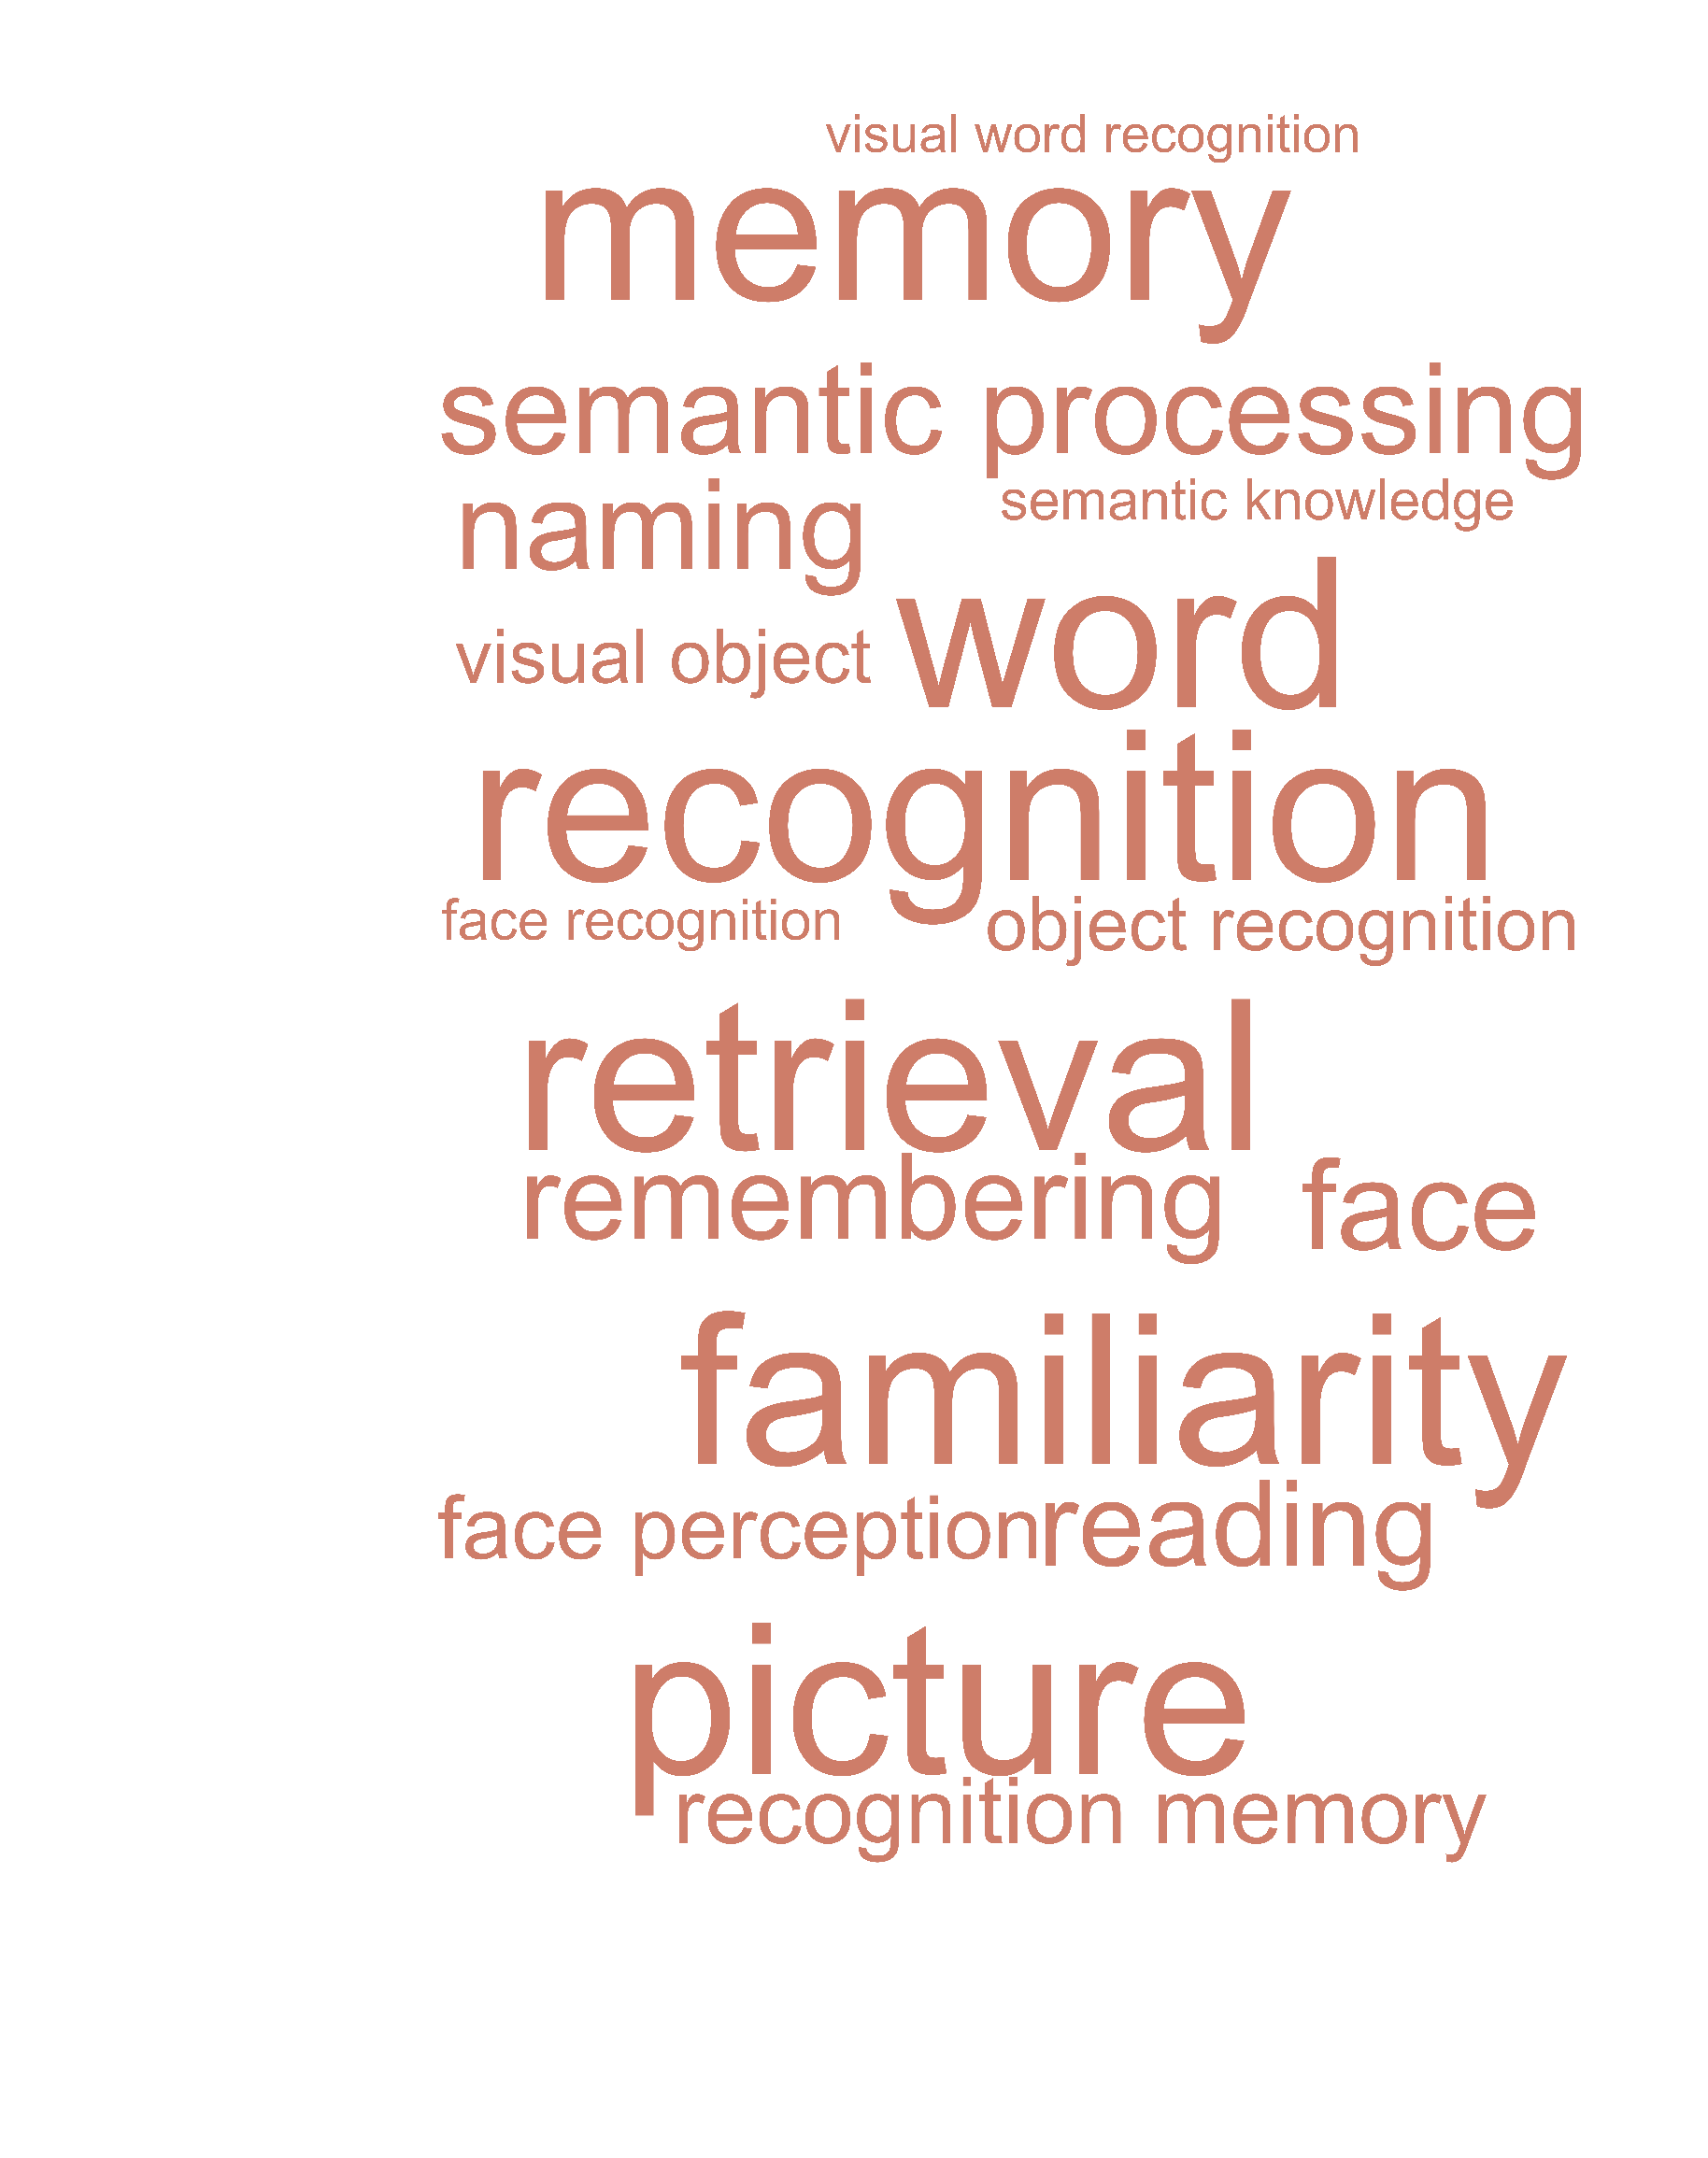 visual word recognition
memory
semantic processing
naming
semantic knowledge
visual object
word
recognition
face recognition
object recognition
retrieval
remembering
face
familiarity
face perception
reading
picture
recognition memory